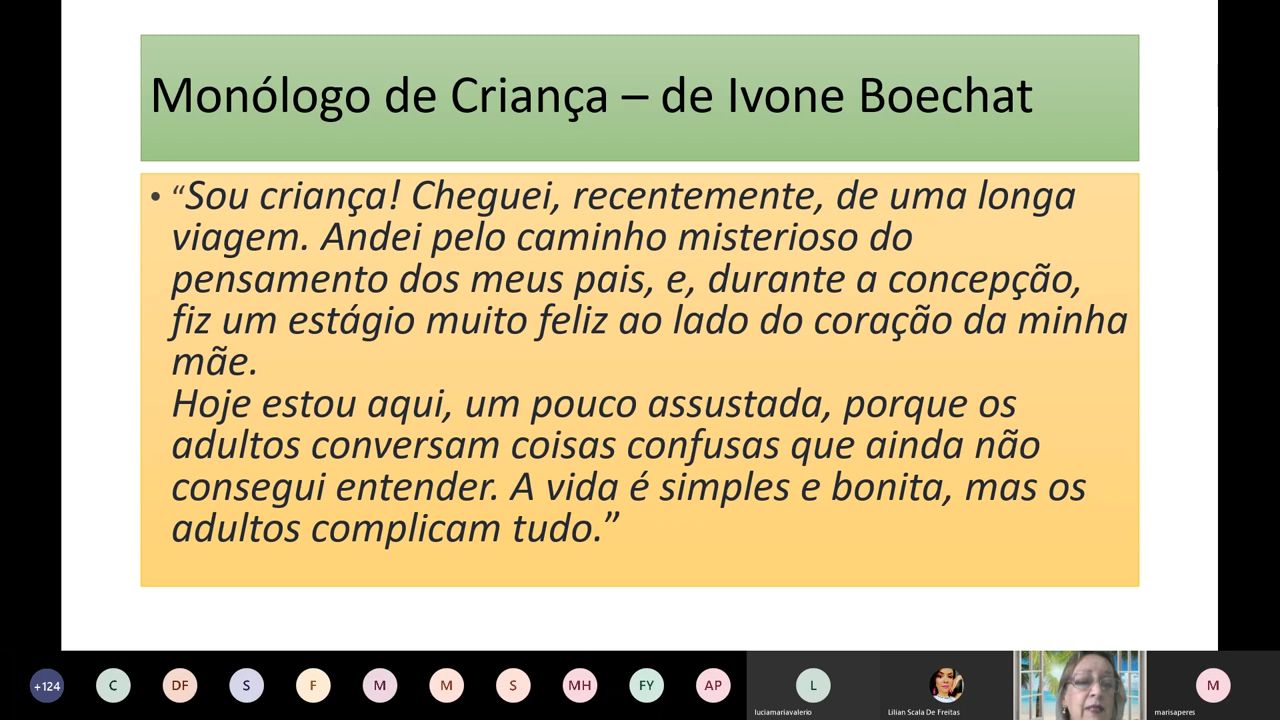 Monólogo de Criança – de Ivone Boechat
• “Sou criança! Cheguei, recentemente, de uma longa
viagem. Andei pelo caminho misterioso do
pensamento dos meus pais, e, durante a concepção,
fiz um estágio muito feliz ao lado do coração da minha
mãe.
Hoje estou aqui, um pouco assustada, porque os
adultos conversam coisas confusas que ainda não
consegui entender. A vida é simples e bonita, mas os
adultos complicam tudo.”
+124 C DF S F M M S MH FY AP L M
luciamariavalerio Lilian Scala De Freitas marisaperes